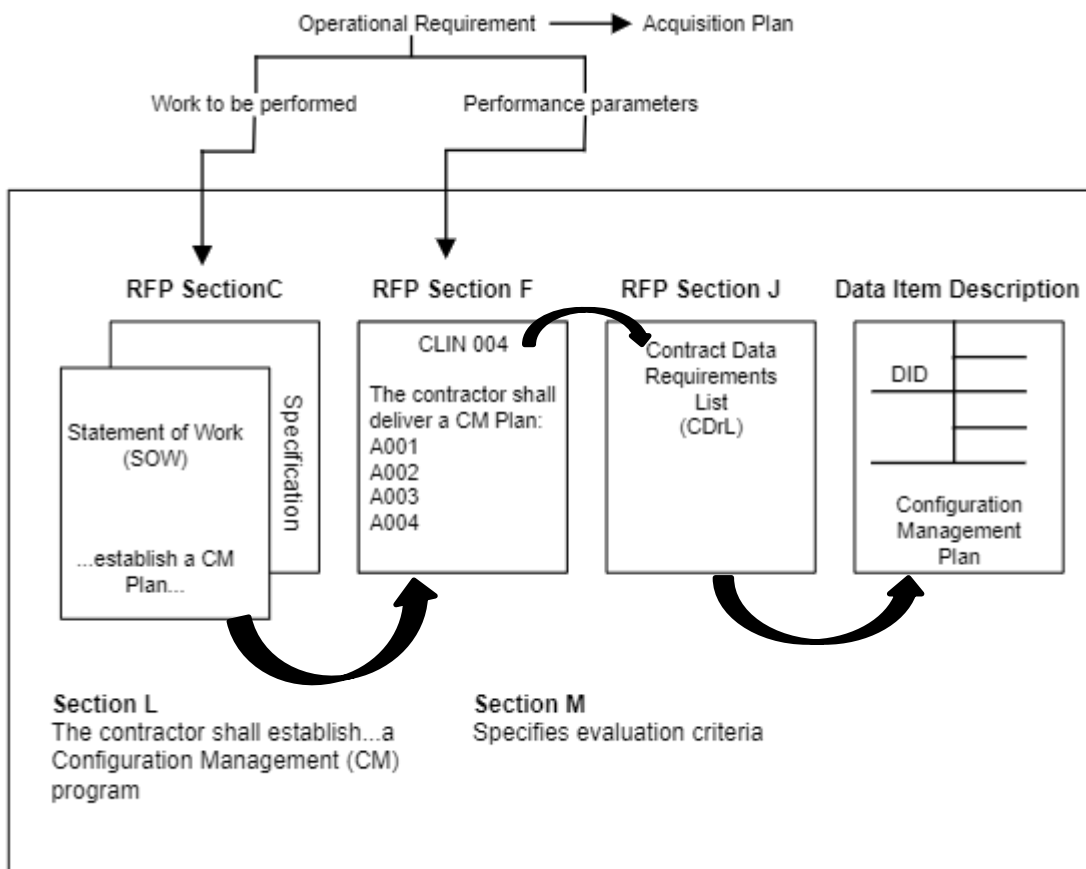 Operational Requirement
Acquisition Plan
Work to be performed
Performance parameters
RFP SectionC
RFP Section F
RFP Section J
Data Item Description
Statement of Work
(SOW)
...establish a CM
Plan...
Specification
CLIN 004
The contractor shall
deliver a CM Plan:
A001
A002
A003
A004
Contract Data
Requirements
List
(CDrL)
DID
Configuration
Management
Plan
Section L
The contractor shall establish...a
Configuration Management (CM)
program
Section M
Specifies evaluation criteria